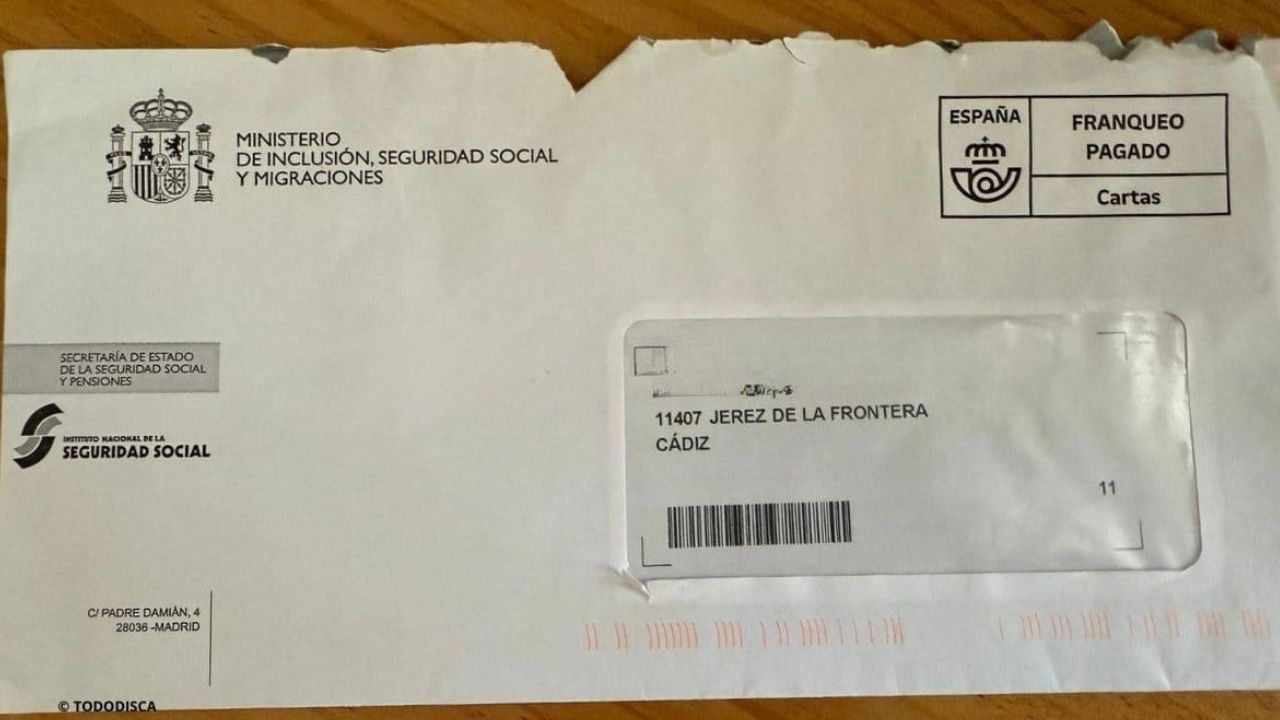 MINISTERIO
DE INCLUSIÓN, SEGURIDAD SOCIAL
Y MIGRACIONES
ESPAÑA
FRANQUEO
PAGADO
Cartas
SECRETARÍA DE ESTADO
DE LA SEGURIDAD SOCIAL
Y PENSIONES
INSTITUTO NACIONAL DE LA
SEGURIDAD SOCIAL
11407 JEREZ DE LA FRONTERA
CÁDIZ
11
C/ PADRE DAMIÁN, 4
28036 -MADRID
© TODODISCA